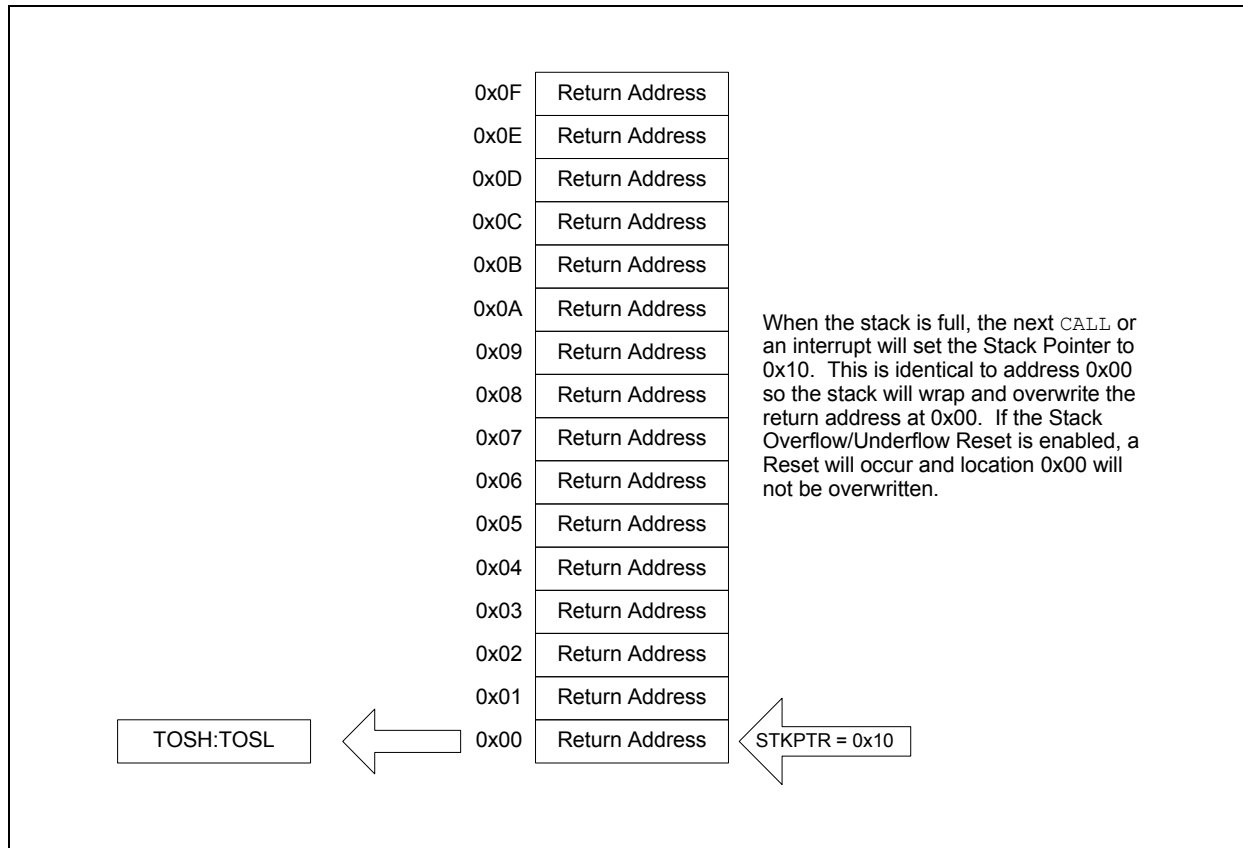 0x0F Return Address
0x0E Return Address
0x0D Return Address
0x0C Return Address
0x0B Return Address
0x0A Return Address
0x09 Return Address
0x08 Return Address
0x07 Return Address
0x06 Return Address
0x05 Return Address
0x04 Return Address
0x03 Return Address
0x02 Return Address
0x01 Return Address
TOSH:TOSL 0x00 Return Address STKPTR = 0x10
When the stack is full, the next CALL or
an interrupt will set the Stack Pointer to
0x10. This is identical to address 0x00
so the stack will wrap and overwrite the
return address at 0x00. If the Stack
Overflow/Underflow Reset is enabled, a
Reset will occur and location 0x00 will
not be overwritten.